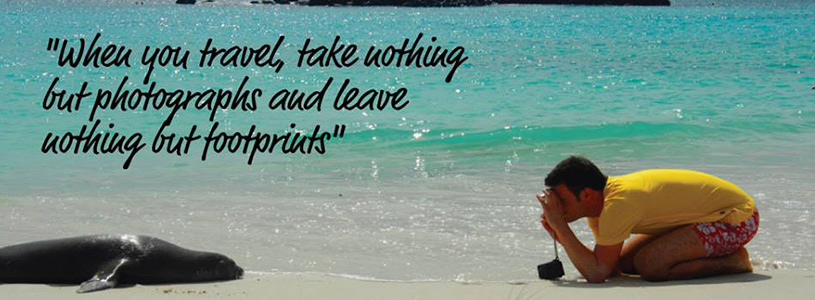 "When you travel, take nothing
but photographs and leave
nothing but footprints"